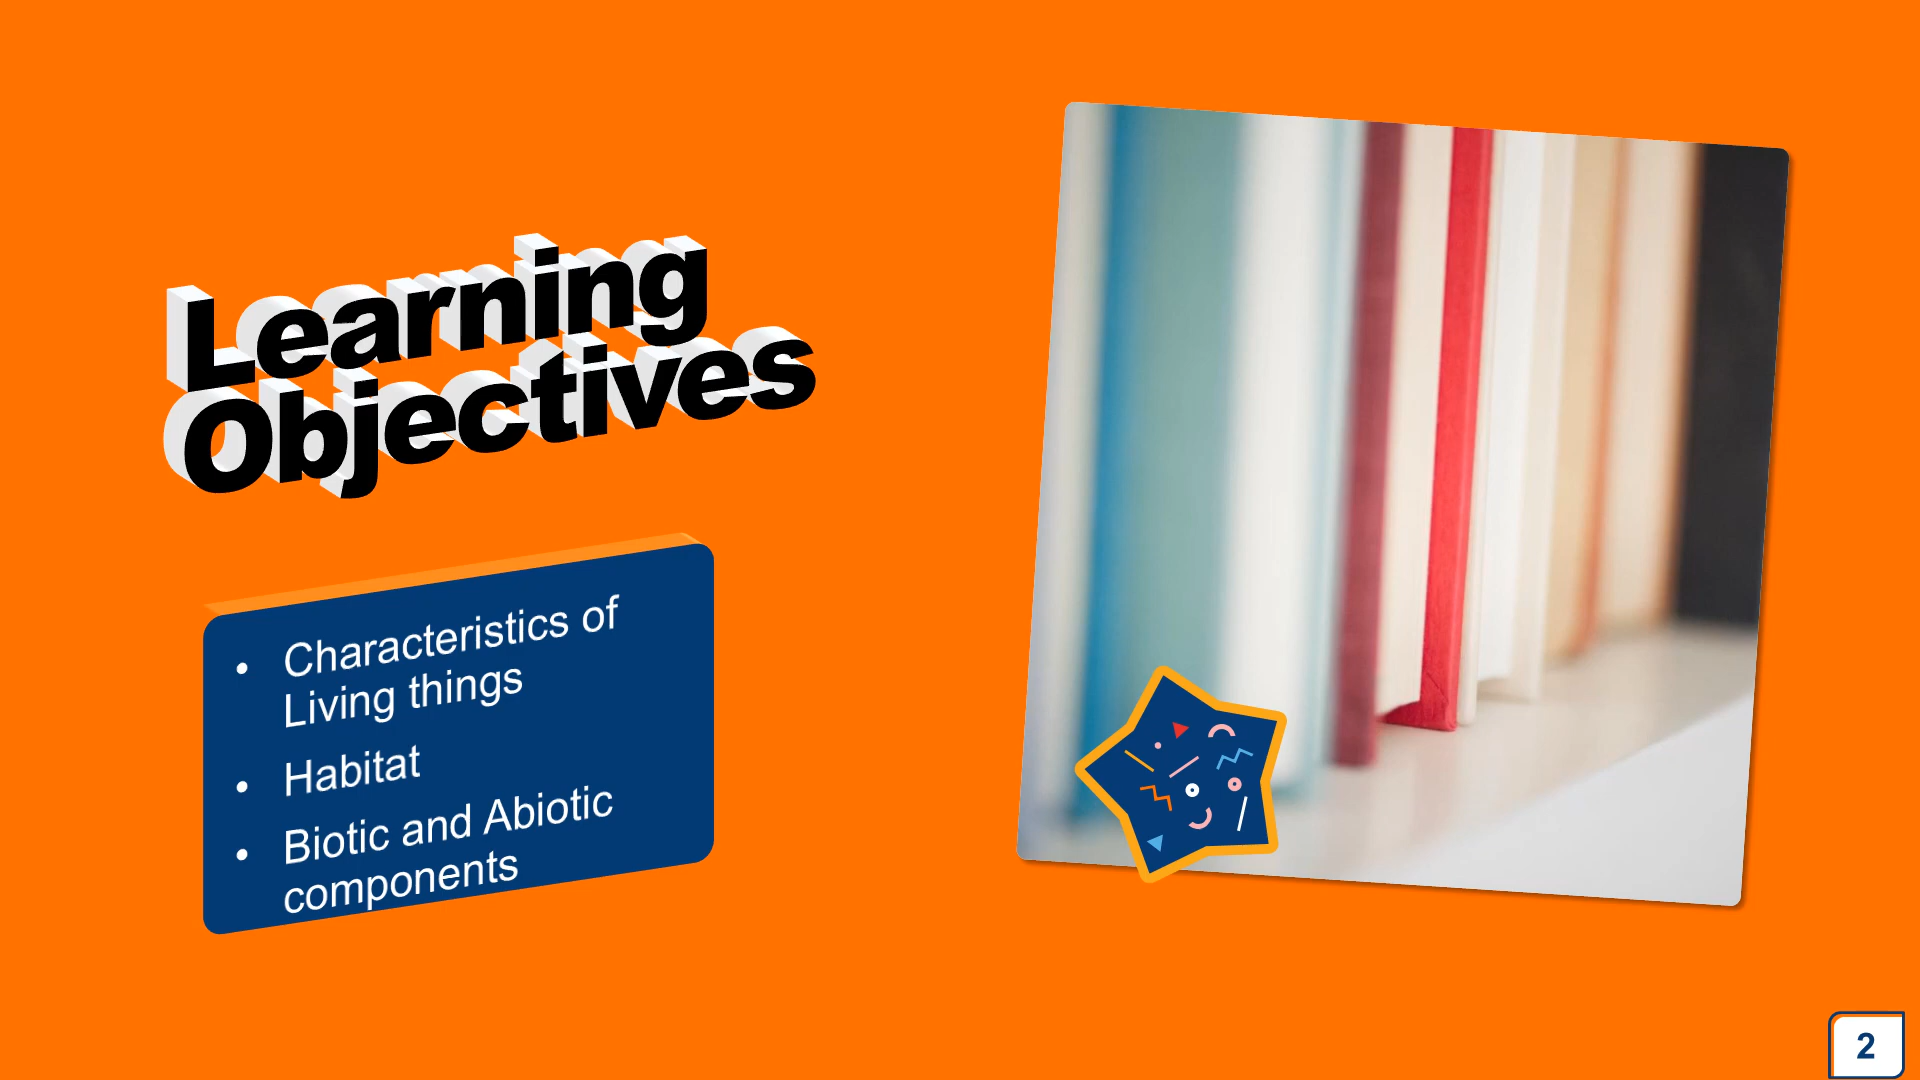 Learning
Objectives
• Characteristics of
Living things
• Habitat
• Biotic and Abiotic
components
2